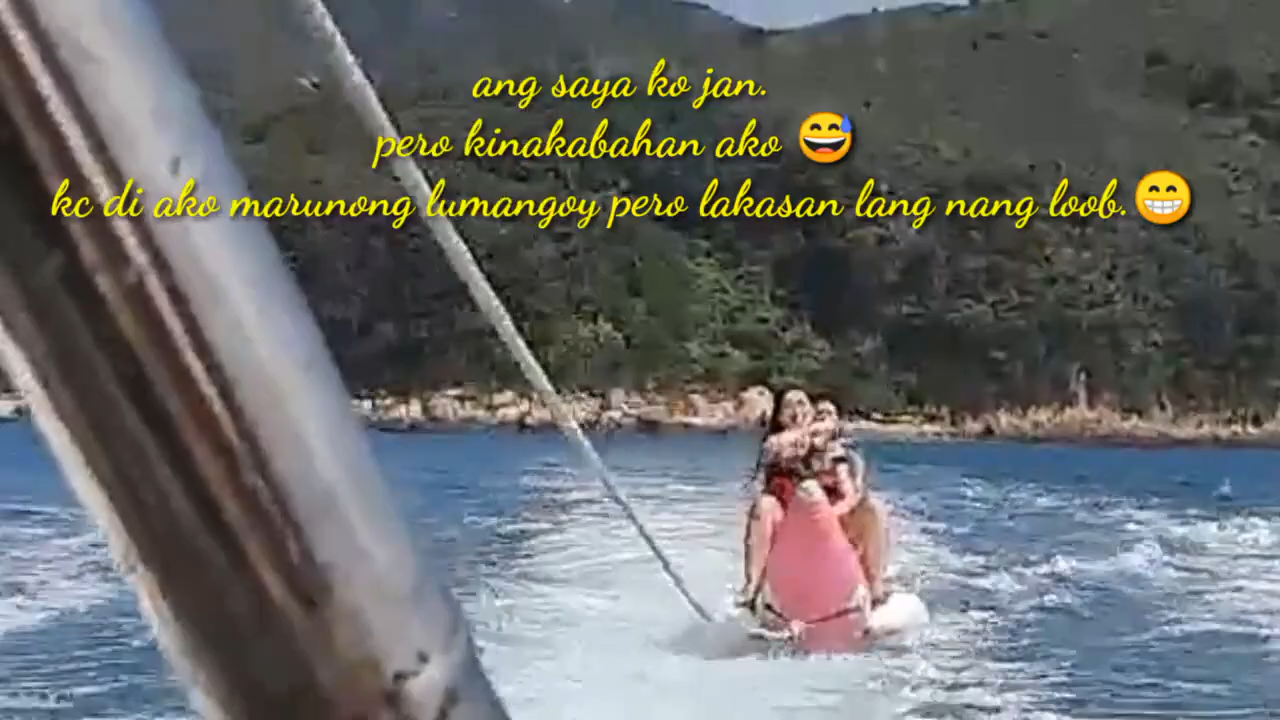 ang saya ko jan.
pero kinakabahan ako 😅
kc di ako marunong lumangoy pero lakasan lang nang loob.😁